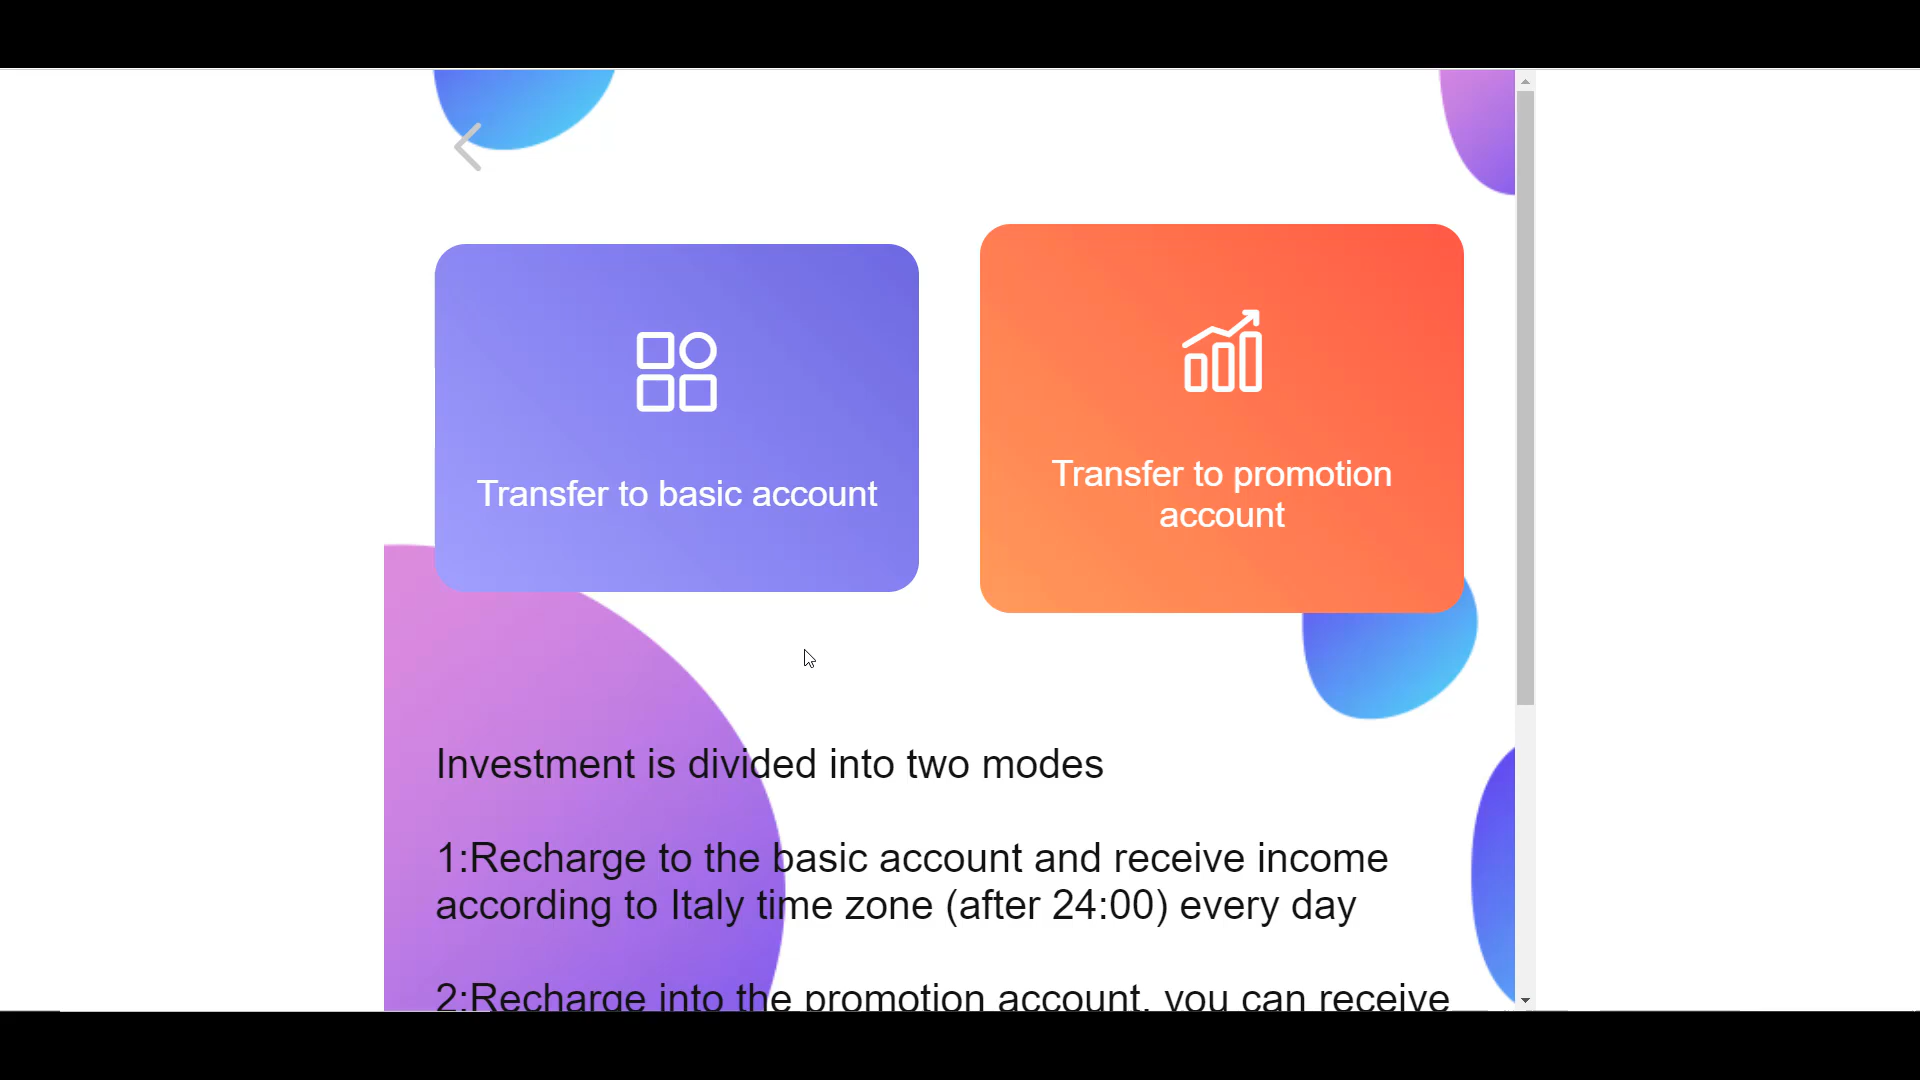 Transfer to basic account
Transfer to promotion
account
Investment is divided into two modes
1:Recharge to the basic account and receive income
according to Italy time zone (after 24:00) every day
2:Recharge into the promotion account, you can receive